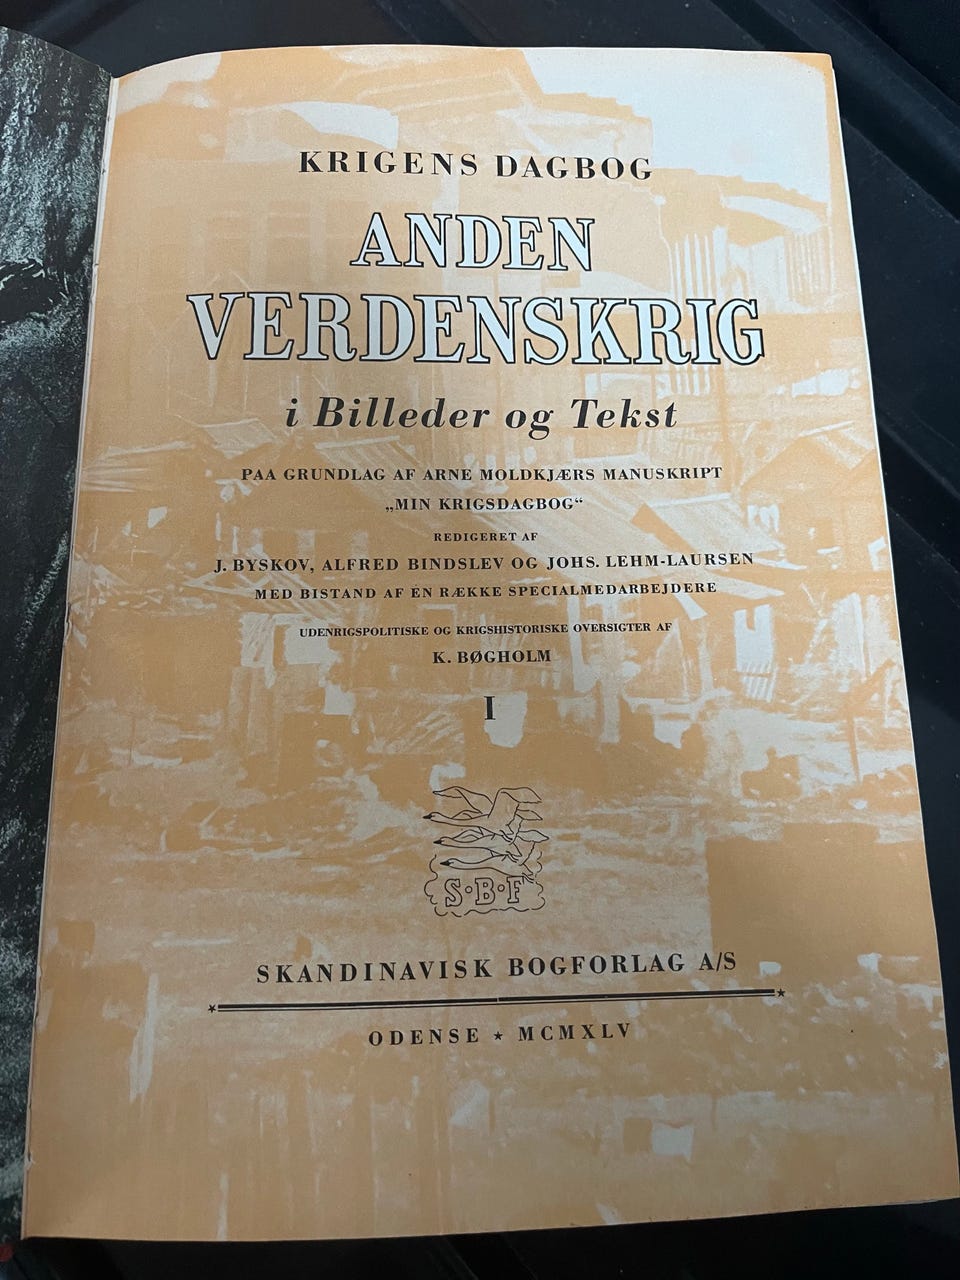 KRIGENS DAGBOG
ANDEN
VERDENSKRIG
i Billeder og Tekst
PAA GRUNDLAG AF ARNE MOLDKJÆRS MANUSKRIPT
„MIN KRIGSDAGBOG“
REDIGERET AF
J. BYSKOV, ALFRED BINDSLEV OG JOHS. LEHM-LAURSEN
MED BISTAND AF EN RÆKKE SPECIALMEDARBEJDERE
UDENRIGSPOLITISKE OG KRIGSHISTORISKE OVERSIGTER AF
K. BØGHOLM
I
S·B·F
SKANDINAVISK BOGFORLAG A/S
ODENSE ★ MCMXLV